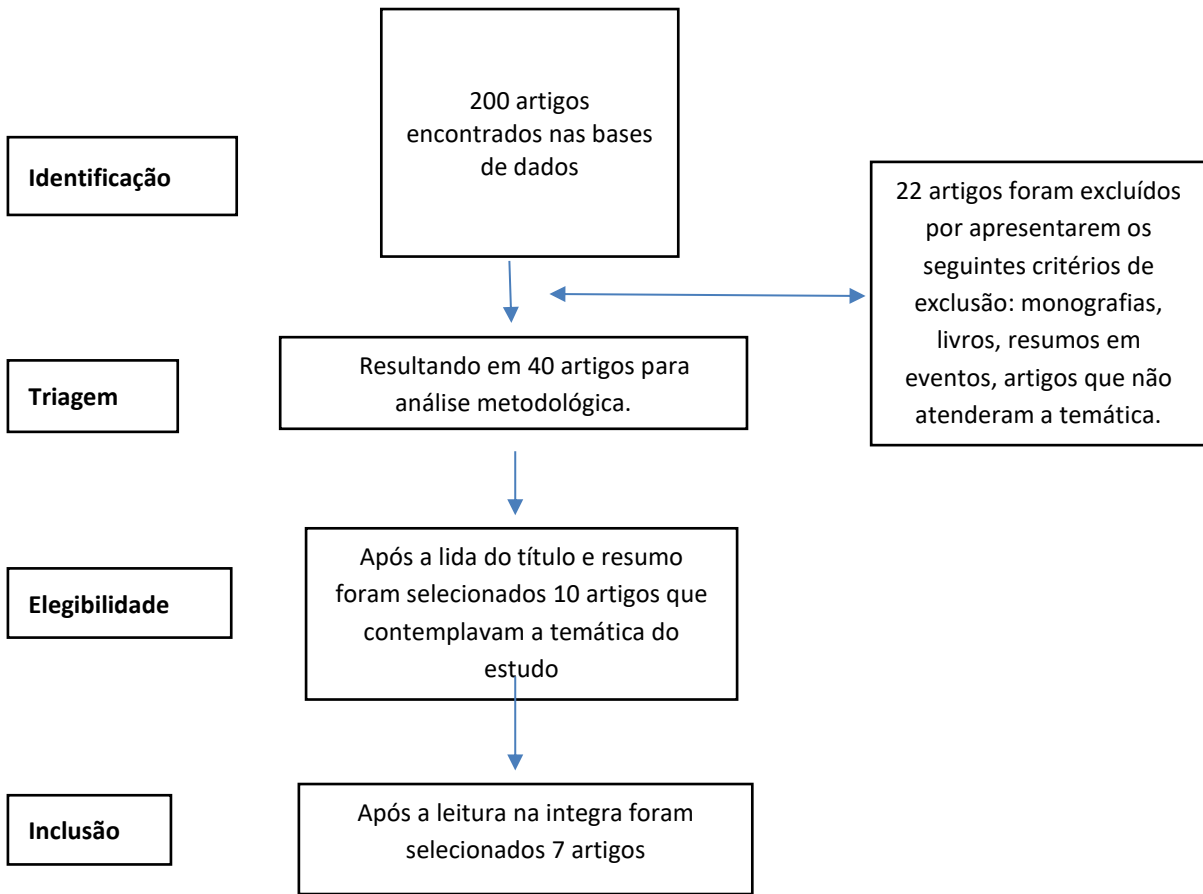 200 artigos
encontrados nas bases
de dados
Identificação
22 artigos foram excluídos
por apresentarem os
seguintes critérios de
exclusão: monografias,
livros, resumos em
eventos, artigos que não
atenderam a temática.
Resultando em 40 artigos para
análise metodológica.
Triagem
Após a lida do título e resumo
foram selecionados 10 artigos que
contemplavam a temática do
estudo
Elegibilidade
Após a leitura na integra foram
selecionados 7 artigos
Inclusão